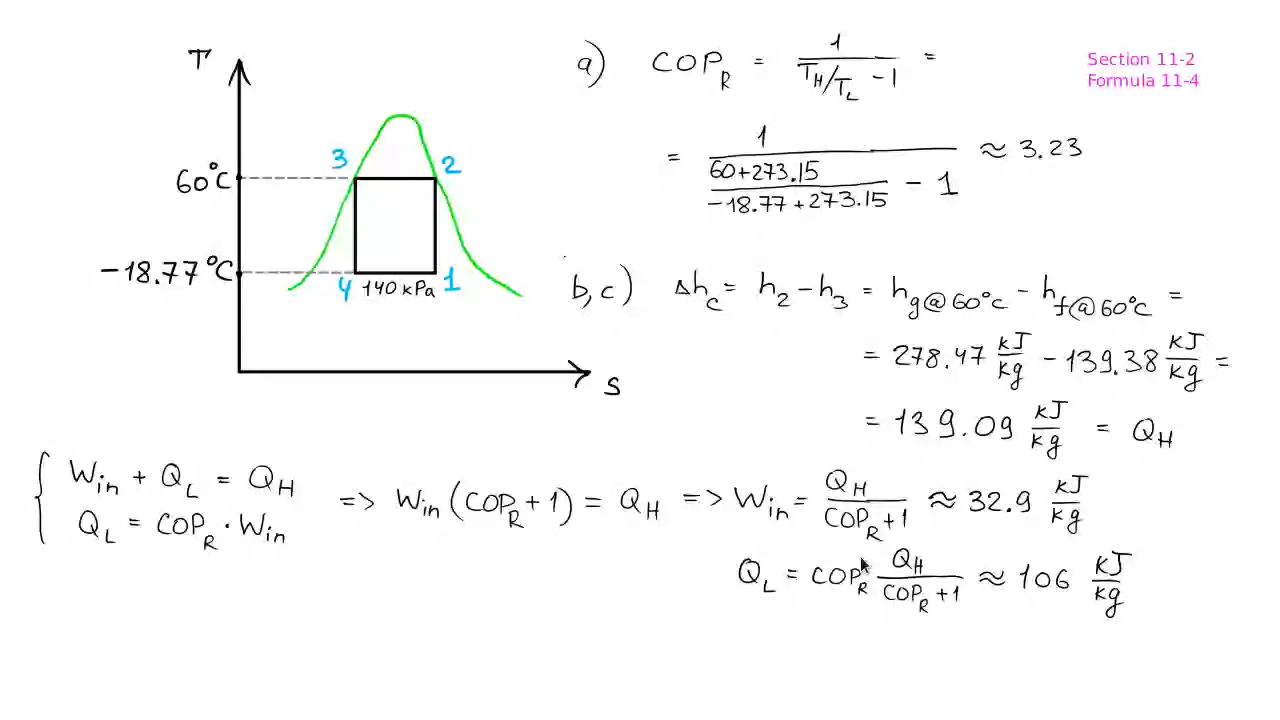 T
60°C
-18.77°C
3
2
4
1
140 kPa
S
a) COP_R = 1 / (T_H/T_L - 1) =
= 1 / ((60+273.15)/(-18.77+273.15) - 1) ≈ 3.23
Section 11-2
Formula 11-4
b,c) Δh_c = h_2 - h_3 = h_g@60°C - h_f@60°C =
= 278.47 kJ/kg - 139.38 kJ/kg =
= 139.09 kJ/kg = Q_H
{ W_in + Q_L = Q_H
Q_L = COP_R · W_in
=> W_in (COP_R + 1) = Q_H => W_in = Q_H / (COP_R + 1) ≈ 32.9 kJ/kg
Q_L = COP_R Q_H / (COP_R + 1) ≈ 106 kJ/kg